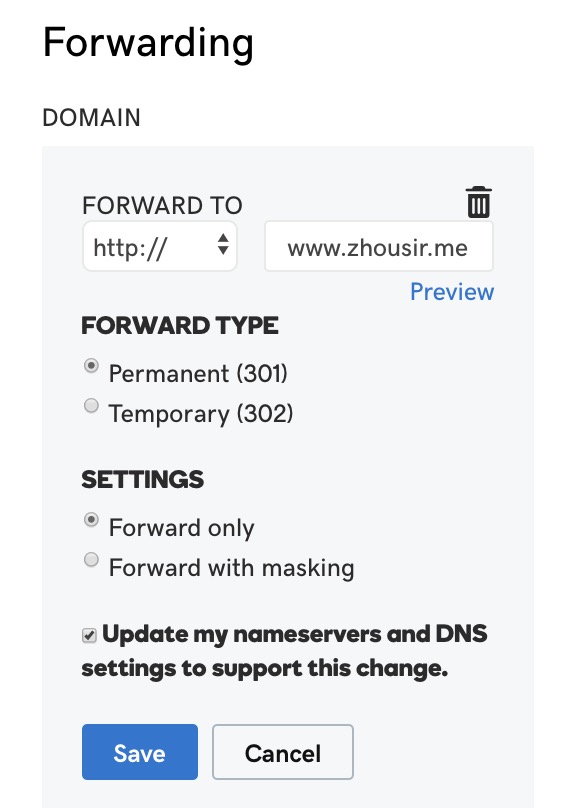 Forwarding
DOMAIN
FORWARD TO
http://
www.zhousir.me
Preview
FORWARD TYPE
Permanent (301)
Temporary (302)
SETTINGS
Forward only
Forward with masking
Update my nameservers and DNS
settings to support this change.
Save
Cancel